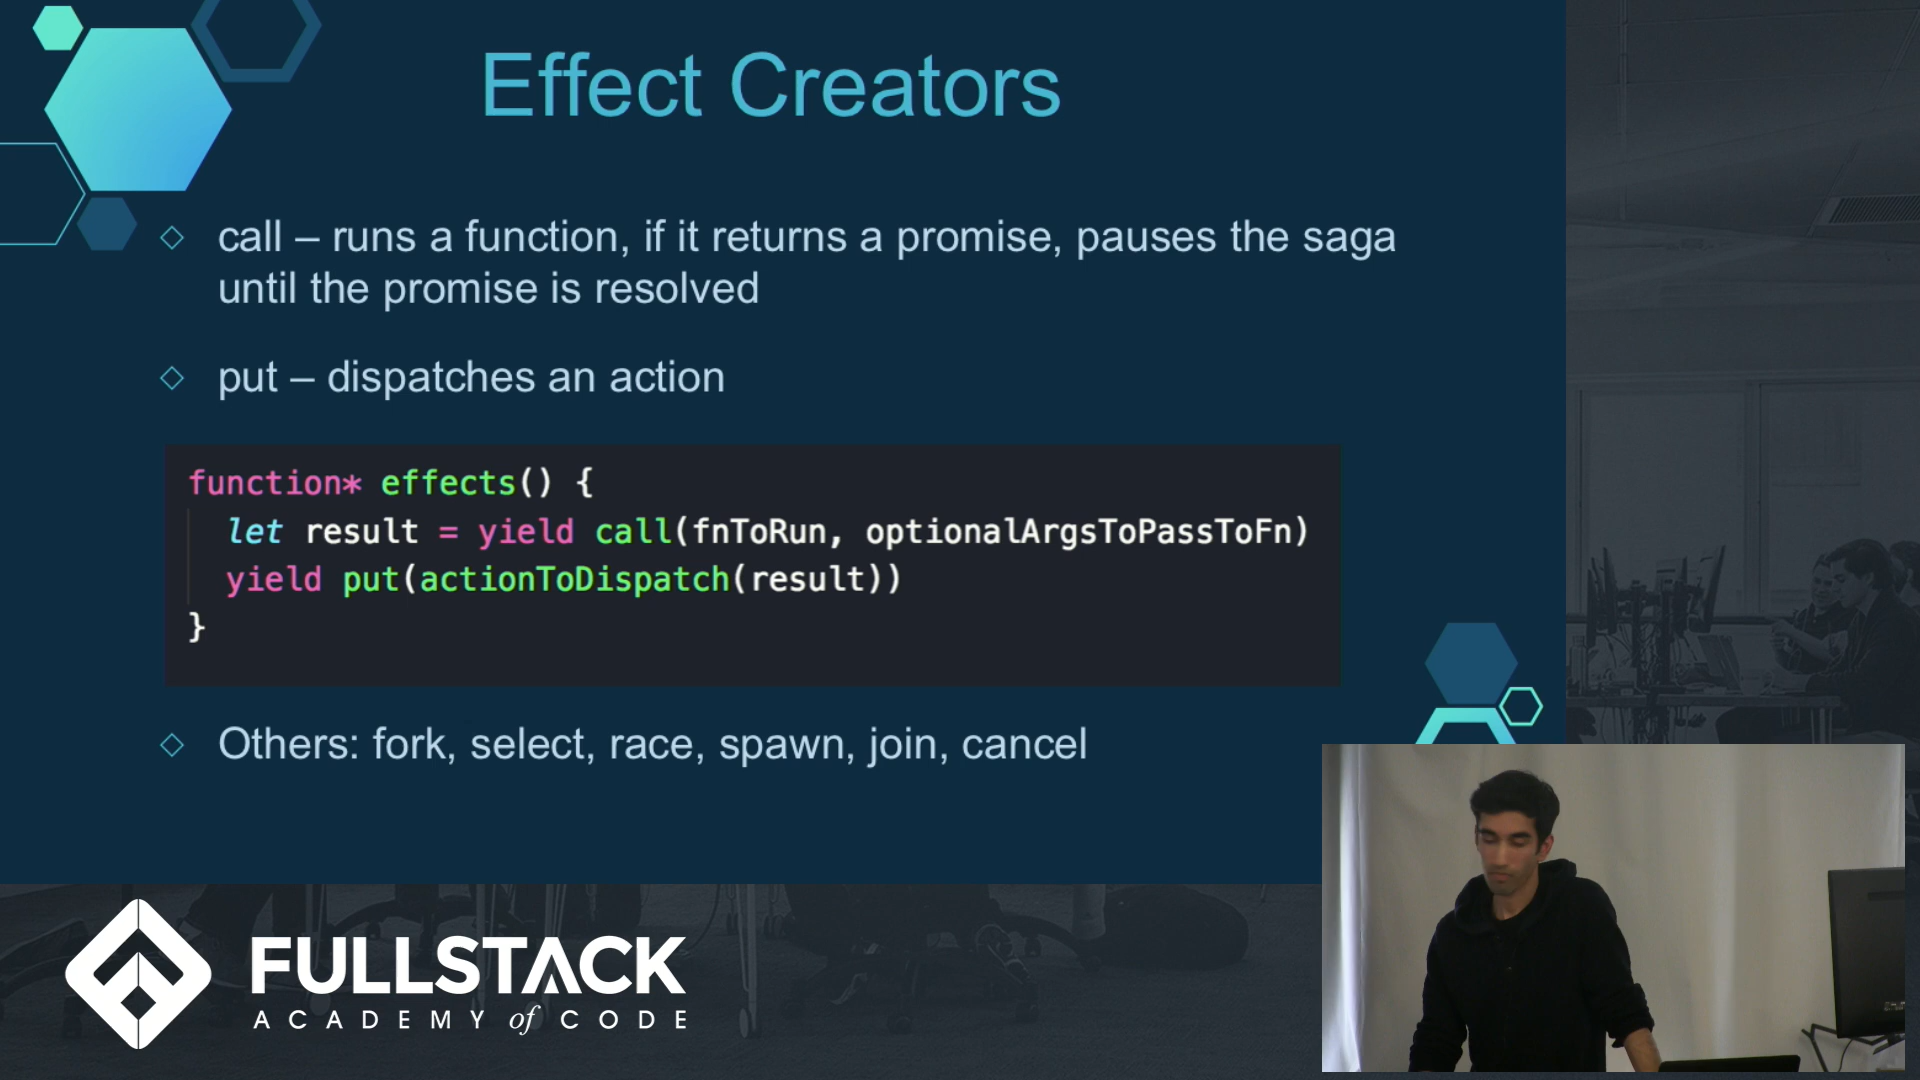 Effect Creators
call – runs a function, if it returns a promise, pauses the saga
until the promise is resolved
put – dispatches an action
function* effects() {
let result = yield call(fnToRun, optionalArgsToPassToFn)
yield put(actionToDispatch(result))
}
Others: fork, select, race, spawn, join, cancel
FULLSTACK
ACADEMY of CODE